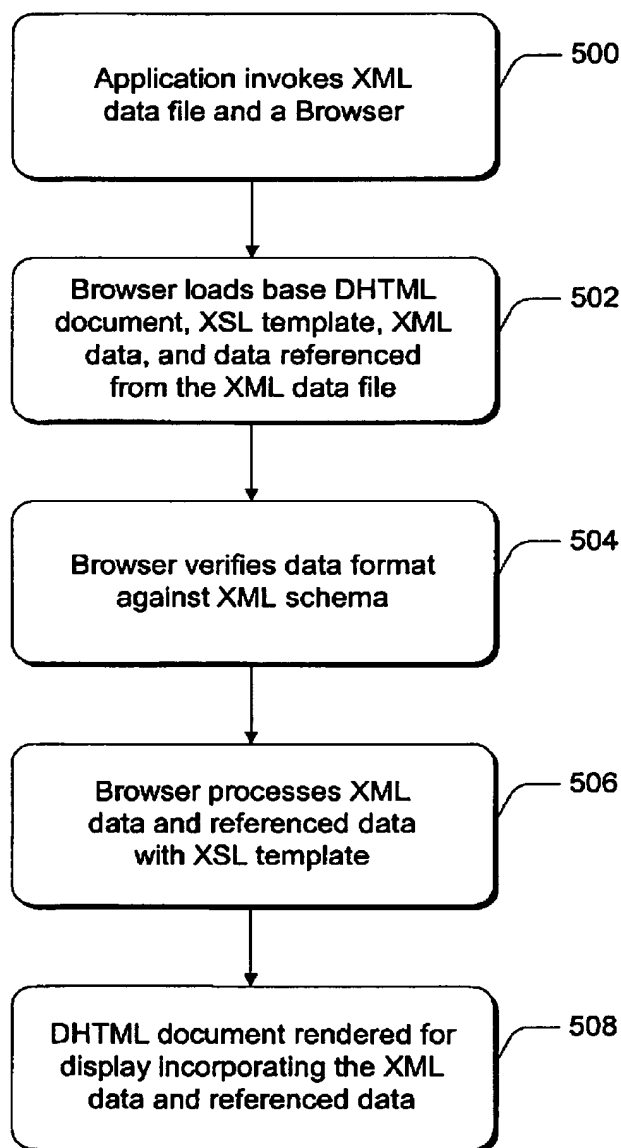 Application invokes XML
data file and a Browser
500
Browser loads base DHTML
document, XSL template, XML
data, and data referenced
from the XML data file
502
Browser verifies data format
against XML schema
504
Browser processes XML
data and referenced data
with XSL template
506
DHTML document rendered for
display incorporating the XML
data and referenced data
508